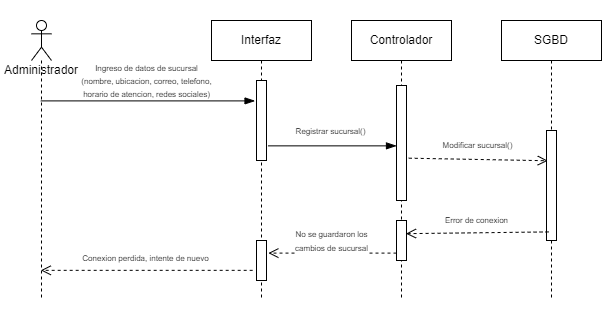 Interfaz
Controlador
SGBD
Administrador
Ingreso de datos de sucursal
(nombre, ubicacion, correo, telefono,
horario de atencion, redes sociales)
Registrar sucursal()
Modificar sucursal()
Error de conexion
No se guardaron los
cambios de sucursal
Conexion perdida, intente de nuevo